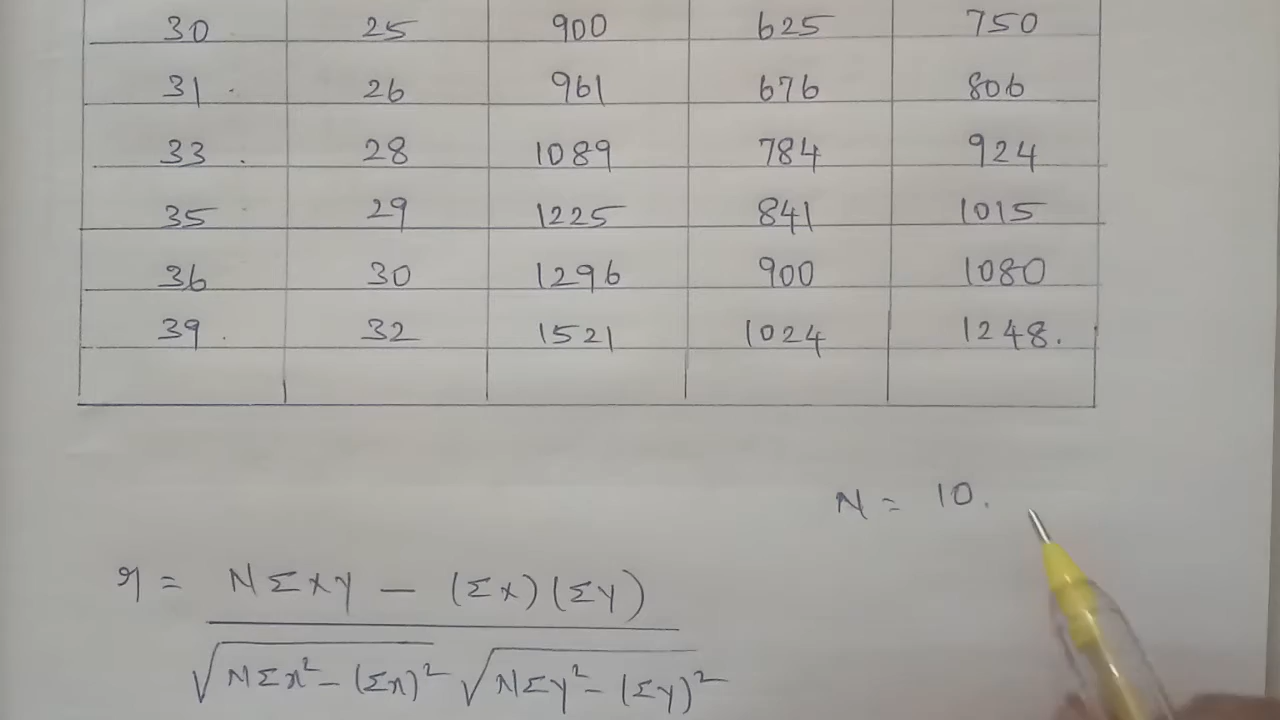 30 25 900 625 750
31 26 961 676 806
33 28 1089 784 924
35 29 1225 841 1015
36 30 1296 900 1080
39 32 1521 1024 1248.
N = 10.
r = NΣXY - (ΣX)(ΣY)
√NΣx² - (Σx)² √NΣy² - (Σy)²